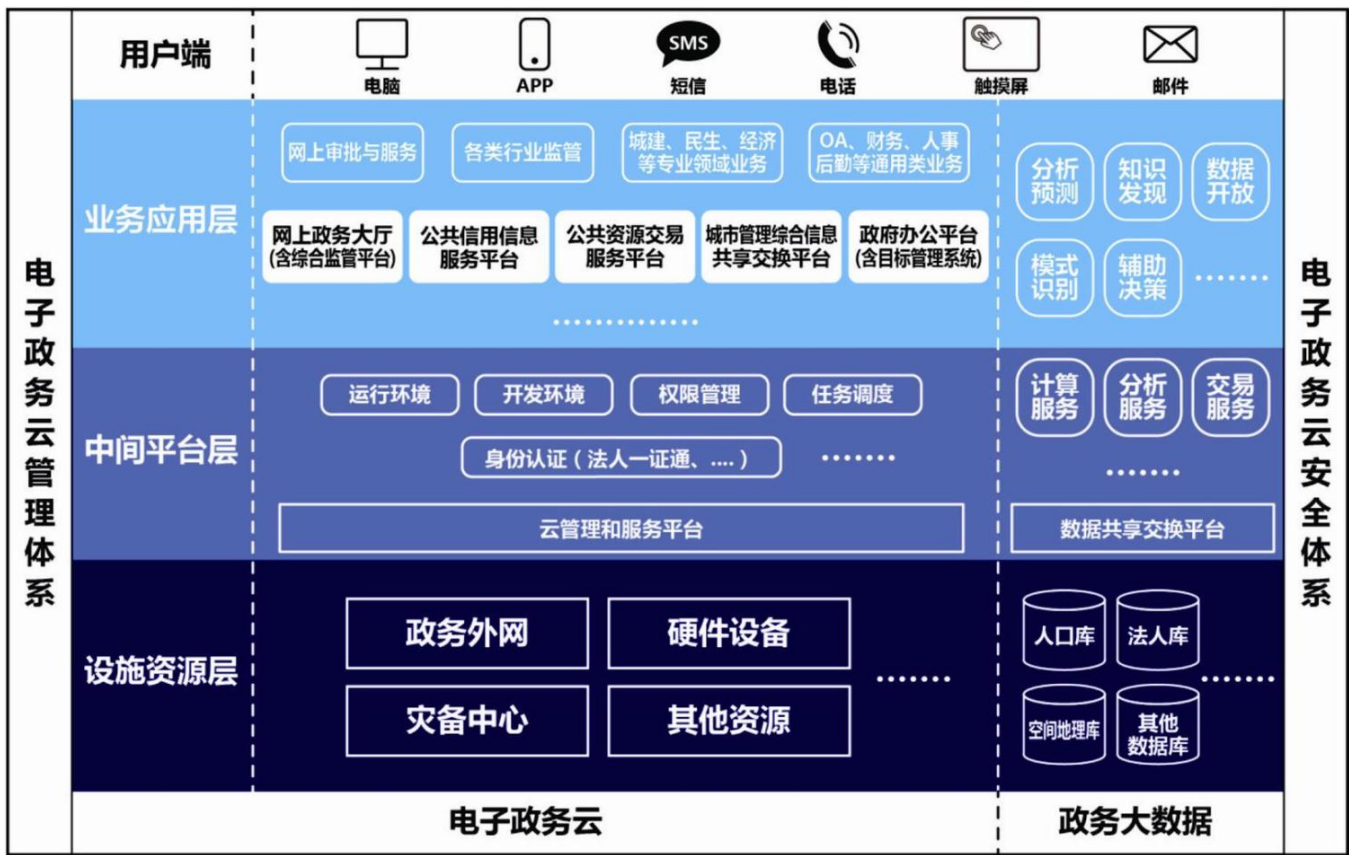 电子政务云管理体系
用户端
电脑
APP
SMS
短信
电话
触摸屏
邮件
业务应用层
网上审批与服务
各类行业监管
城建、民生、经济
等专业领域业务
OA、财务、人事
后勤等通用类业务
网上政务大厅
(含综合监管平台)
公共信用信息
服务平台
公共资源交易
服务平台
城市管理综合信息
共享交换平台
政府办公平台
(含目标管理系统)
··············
分析
预测
知识
发现
数据
开放
模式
识别
辅助
决策
·······
中间平台层
运行环境
开发环境
权限管理
任务调度
身份认证（法人一证通、....）
·······
云管理和服务平台
计算
服务
分析
服务
交易
服务
·······
数据共享交换平台
设施资源层
政务外网
硬件设备
灾备中心
其他资源
·······
人口库
法人库
空间地理库
其他
数据库
·······
电子政务云
政务大数据
电子政务云安全体系